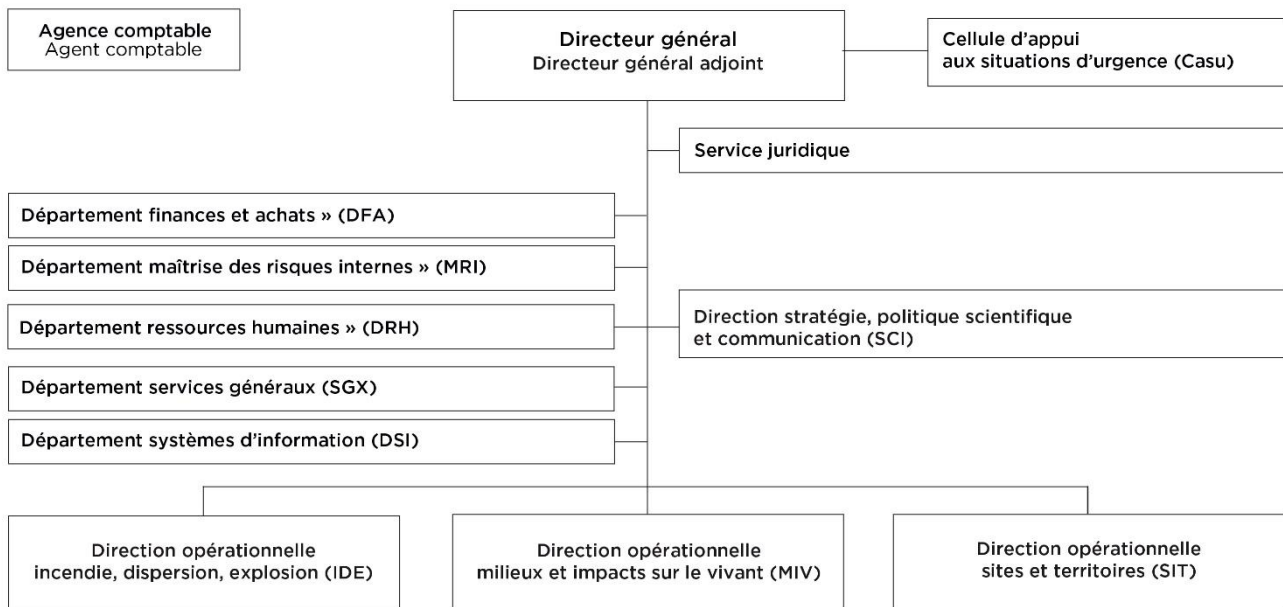 Agence comptable
Agent comptable
Directeur général
Directeur général adjoint
Cellule d'appui
aux situations d'urgence (Casu)
Service juridique
Département finances et achats » (DFA)
Département maîtrise des risques internes » (MRI)
Département ressources humaines » (DRH)
Direction stratégie, politique scientifique
et communication (SCI)
Département services généraux (SGX)
Département systèmes d'information (DSI)
Direction opérationnelle
incendie, dispersion, explosion (IDE)
Direction opérationnelle
milieux et impacts sur le vivant (MIV)
Direction opérationnelle
sites et territoires (SIT)